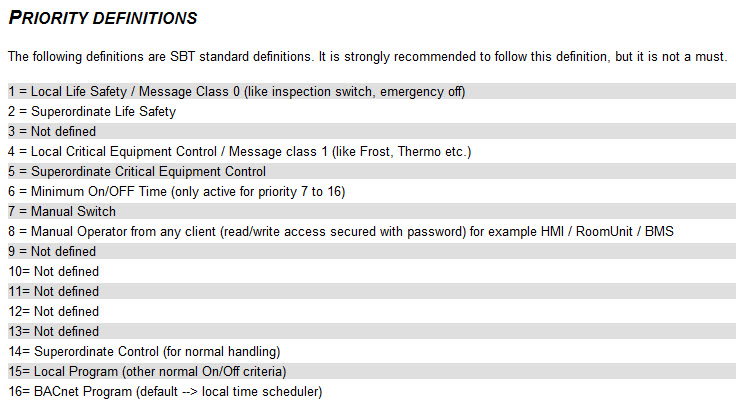 PRIORITY DEFINITIONS
The following definitions are SBT standard definitions. It is strongly recommended to follow this definition, but it is not a must.
1 = Local Life Safety / Message Class 0 (like inspection switch, emergency off)
2 = Superordinate Life Safety
3 = Not defined
4 = Local Critical Equipment Control / Message class 1 (like Frost, Thermo etc.)
5 = Superordinate Critical Equipment Control
6 = Minimum On/OFF Time (only active for priority 7 to 16)
7 = Manual Switch
8 = Manual Operator from any client (read/write access secured with password) for example HMI / RoomUnit / BMS
9 = Not defined
10= Not defined
11= Not defined
12= Not defined
13= Not defined
14= Superordinate Control (for normal handling)
15= Local Program (other normal On/Off criteria)
16= BACnet Program (default --> local time scheduler)